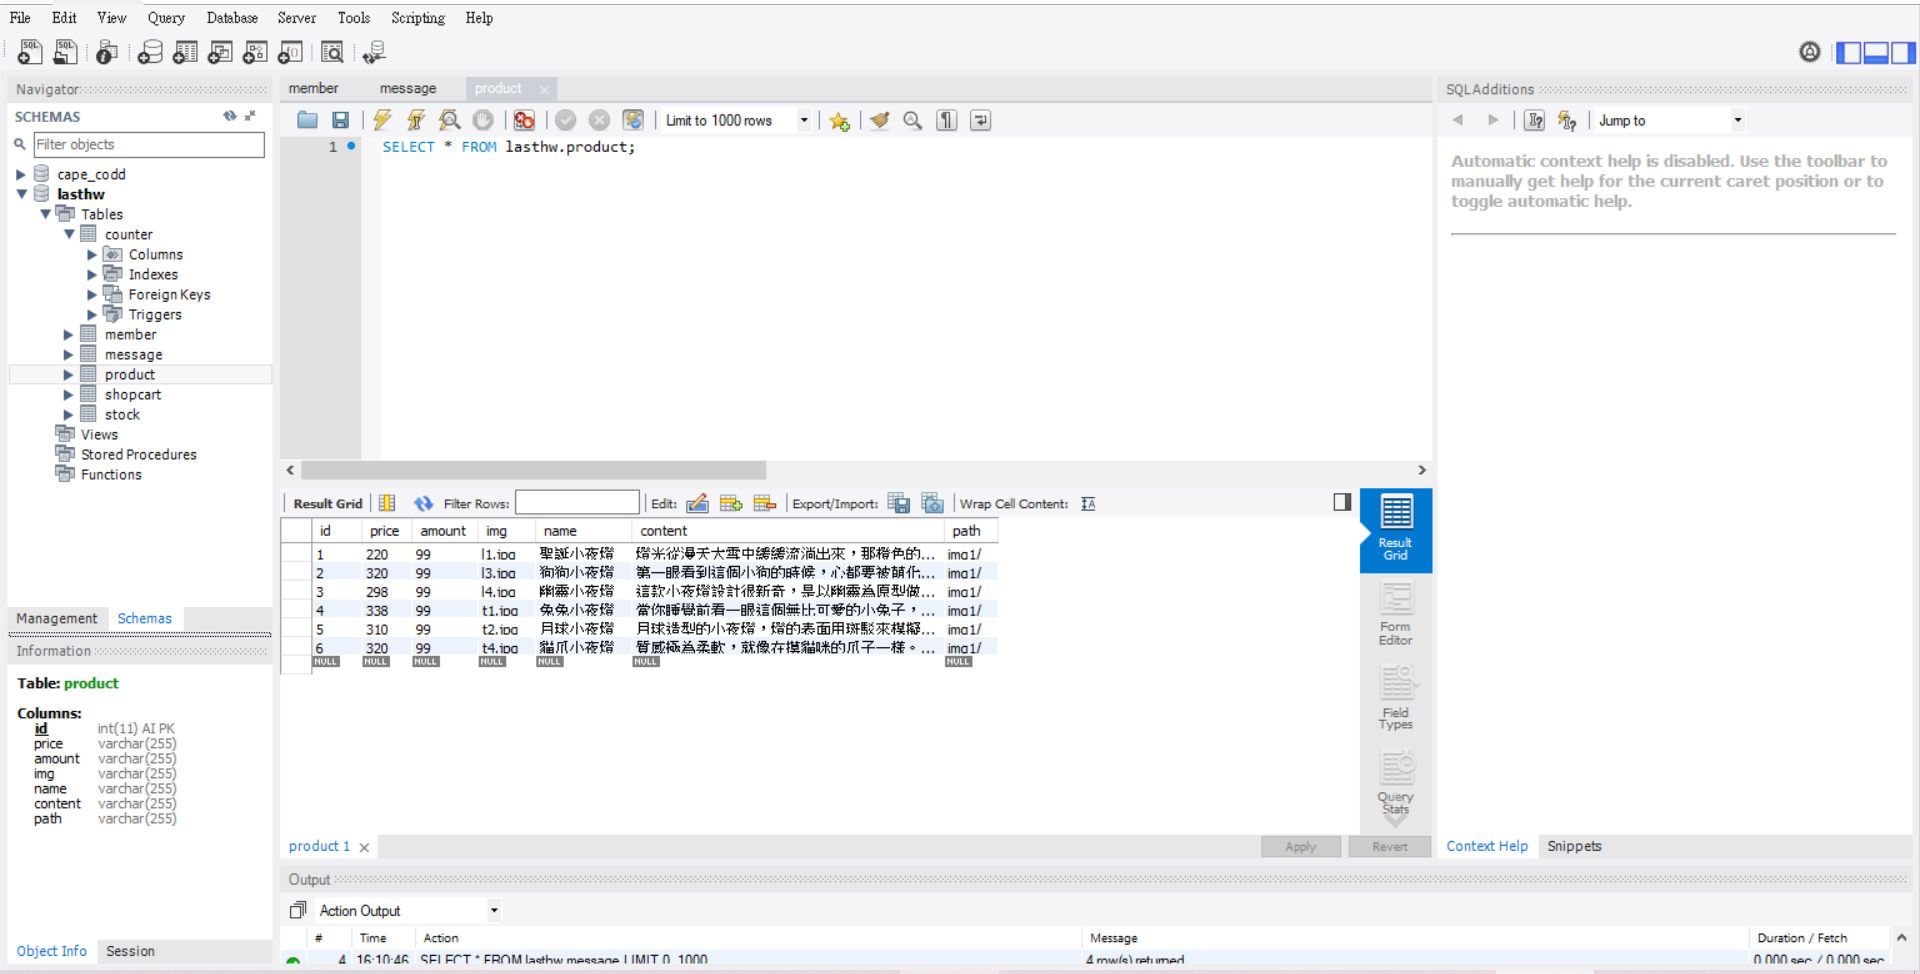 File Edit View Query Database Server Tools Scripting Help
Navigator
SCHEMAS
Filter objects
cape_codd
lasthw
Tables
counter
Columns
Indexes
Foreign Keys
Triggers
member
message
product
shopcart
stock
Views
Stored Procedures
Functions
Management Schemas
Information
Table: product
Columns:
id int(11) AI PK
price varchar(255)
amount varchar(255)
img varchar(255)
name varchar(255)
content varchar(255)
path varchar(255)
Object Info Session
member message product
Limit to 1000 rows
1 SELECT * FROM lasthw.product;
Result Grid Filter Rows: Edit: Export/Import: Wrap Cell Content:
id price amount img name content path
1 220 99 l1.jpg 聖誕小夜燈 燈光從漫天大雪中緩緩流淌出來，那橙色的... img1/
2 320 99 l3.jpg 狗狗小夜燈 第一眼看到這個小狗的時候，心都要被萌化... img1/
3 298 99 l4.jpg 幽靈小夜燈 這款小夜燈設計很新奇，是以幽靈為原型做... img1/
4 338 99 t1.jpg 兔兔小夜燈 當你睡覺前看一眼這個無比可愛的小兔子，... img1/
5 310 99 t2.jpg 月球小夜燈 月球造型的小夜燈，燈的表面用斑駁來模擬... img1/
6 320 99 t4.jpg 貓爪小夜燈 質感極為柔軟，就像在摸貓咪的爪子一樣。... img1/
NULL NULL NULL NULL NULL NULL NULL
Result Grid
Form Editor
Field Types
Query Stats
product 1 Apply Revert
SQLAdditions
Jump to
Automatic context help is disabled. Use the toolbar to
manually get help for the current caret position or to
toggle automatic help.
Context Help Snippets
Output
Action Output
# Time Action Message Duration / Fetch
4 16:10:46 SELECT * FROM lasthw.message LIMIT 0, 1000 4 row(s) returned 0.000 sec / 0.000 sec